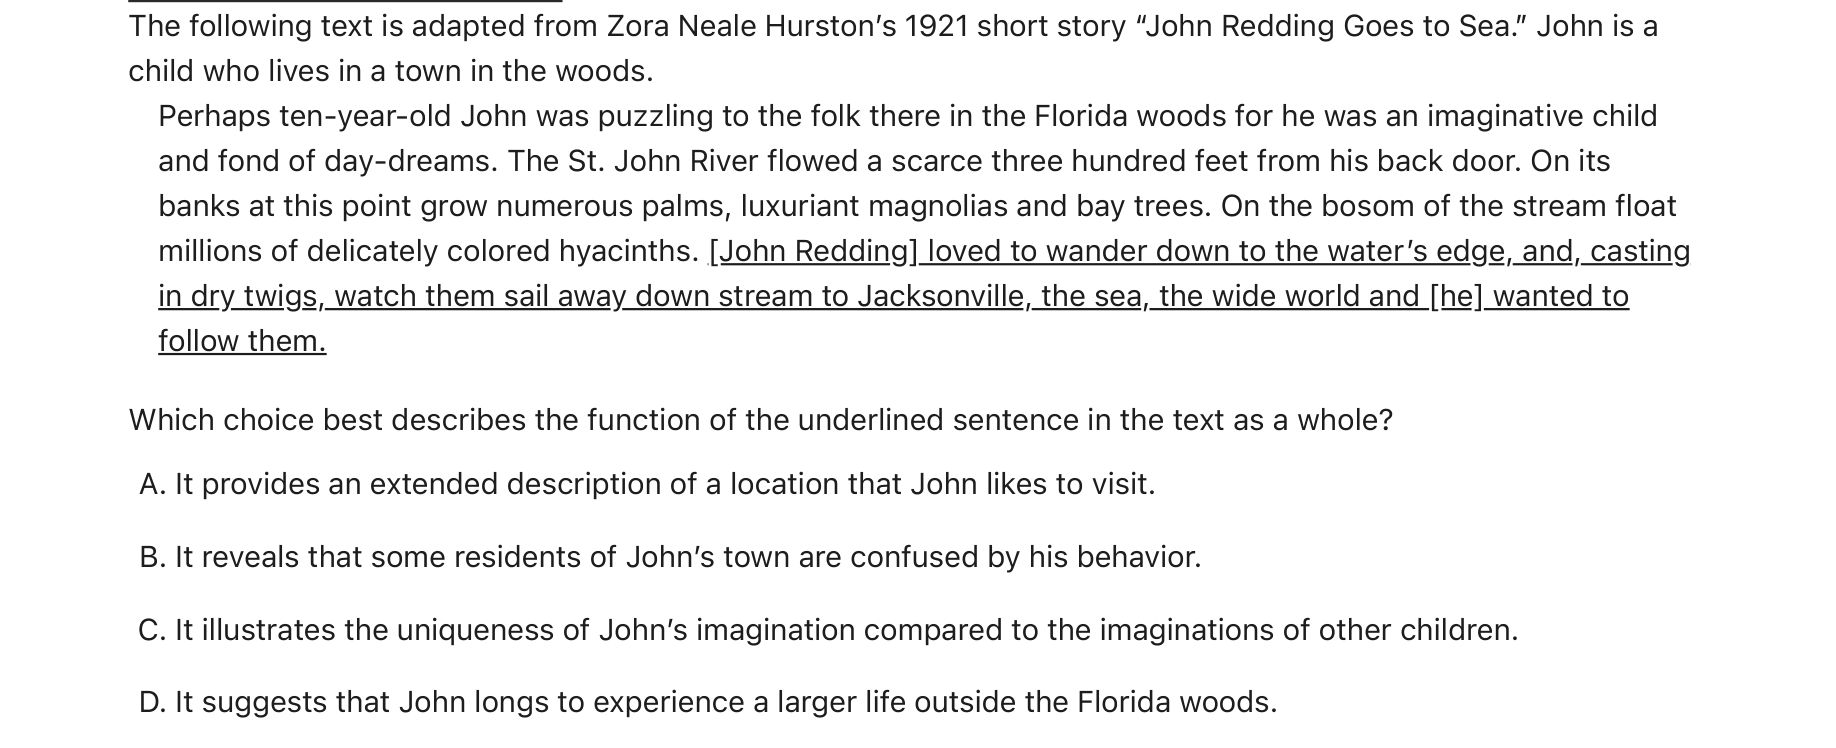 The following text is adapted from Zora Neale Hurston’s 1921 short story “John Redding Goes to Sea.” John is a
child who lives in a town in the woods.
Perhaps ten-year-old John was puzzling to the folk there in the Florida woods for he was an imaginative child
and fond of day-dreams. The St. John River flowed a scarce three hundred feet from his back door. On its
banks at this point grow numerous palms, luxuriant magnolias and bay trees. On the bosom of the stream float
millions of delicately colored hyacinths. [John Redding] loved to wander down to the water’s edge, and, casting
in dry twigs, watch them sail away down stream to Jacksonville, the sea, the wide world and [he] wanted to
follow them.
Which choice best describes the function of the underlined sentence in the text as a whole?
A. It provides an extended description of a location that John likes to visit.
B. It reveals that some residents of John’s town are confused by his behavior.
C. It illustrates the uniqueness of John’s imagination compared to the imaginations of other children.
D. It suggests that John longs to experience a larger life outside the Florida woods.